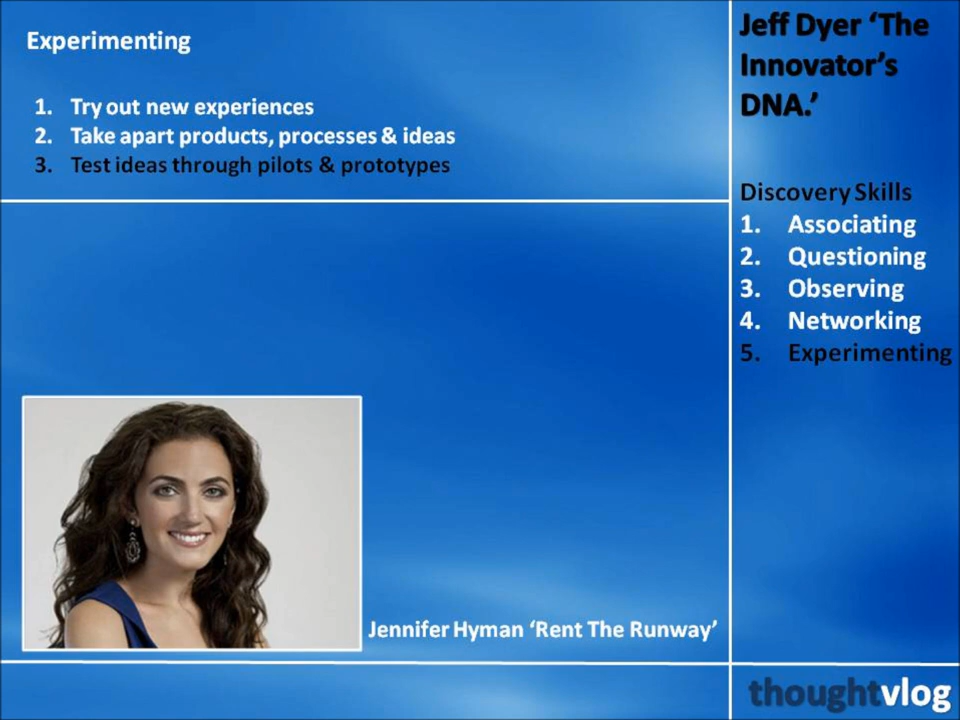 Experimenting
1. Try out new experiences
2. Take apart products, processes & ideas
3. Test ideas through pilots & prototypes
Jennifer Hyman ‘Rent The Runway’
Jeff Dyer ‘The
Innovator’s
DNA.’
Discovery Skills
1. Associating
2. Questioning
3. Observing
4. Networking
5. Experimenting
thoughtvlog